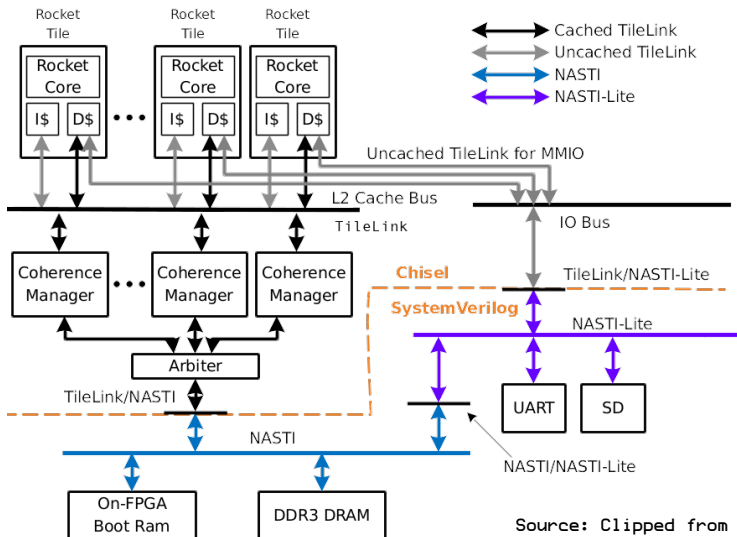 Rocket
Tile
Rocket
Tile
Rocket
Tile
Cached TileLink
Uncached TileLink
NASTI
NASTI-Lite
Rocket
Core
I$
D$
Rocket
Core
I$
D$
Rocket
Core
I$
D$
Uncached TileLink for MMIO
L2 Cache Bus
TileLink
IO Bus
Coherence
Manager
Coherence
Manager
Coherence
Manager
Chisel
TileLink/NASTI-Lite
SystemVerilog
NASTI-Lite
Arbiter
TileLink/NASTI
UART
SD
NASTI
NASTI/NASTI-Lite
On-FPGA
Boot Ram
DDR3 DRAM
Source: Clipped from